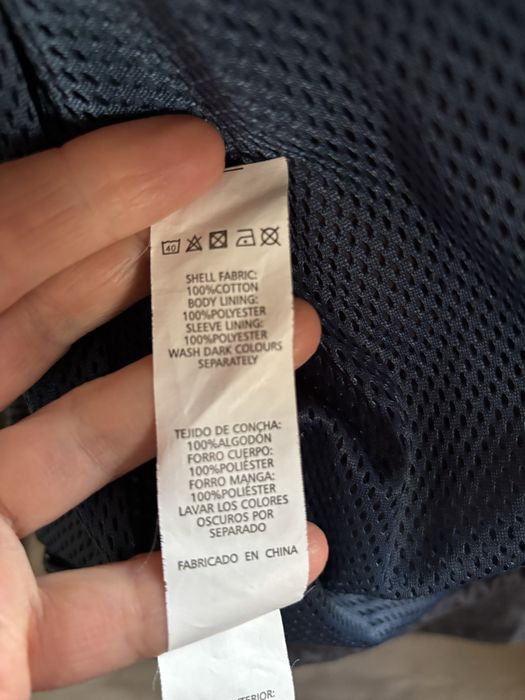 40
SHELL FABRIC:
100%COTTON
BODY LINING:
100%POLYESTER
SLEEVE LINING:
100%POLYESTER
WASH DARK COLOURS
SEPARATELY
TEJIDO DE CONCHA:
100%ALGODÓN
FORRO CUERPO:
100%POLIÉSTER
FORRO MANGA:
100%POLIÉSTER
LAVAR LOS COLORES
OSCUROS POR
SEPARADO
FABRICADO EN CHINA